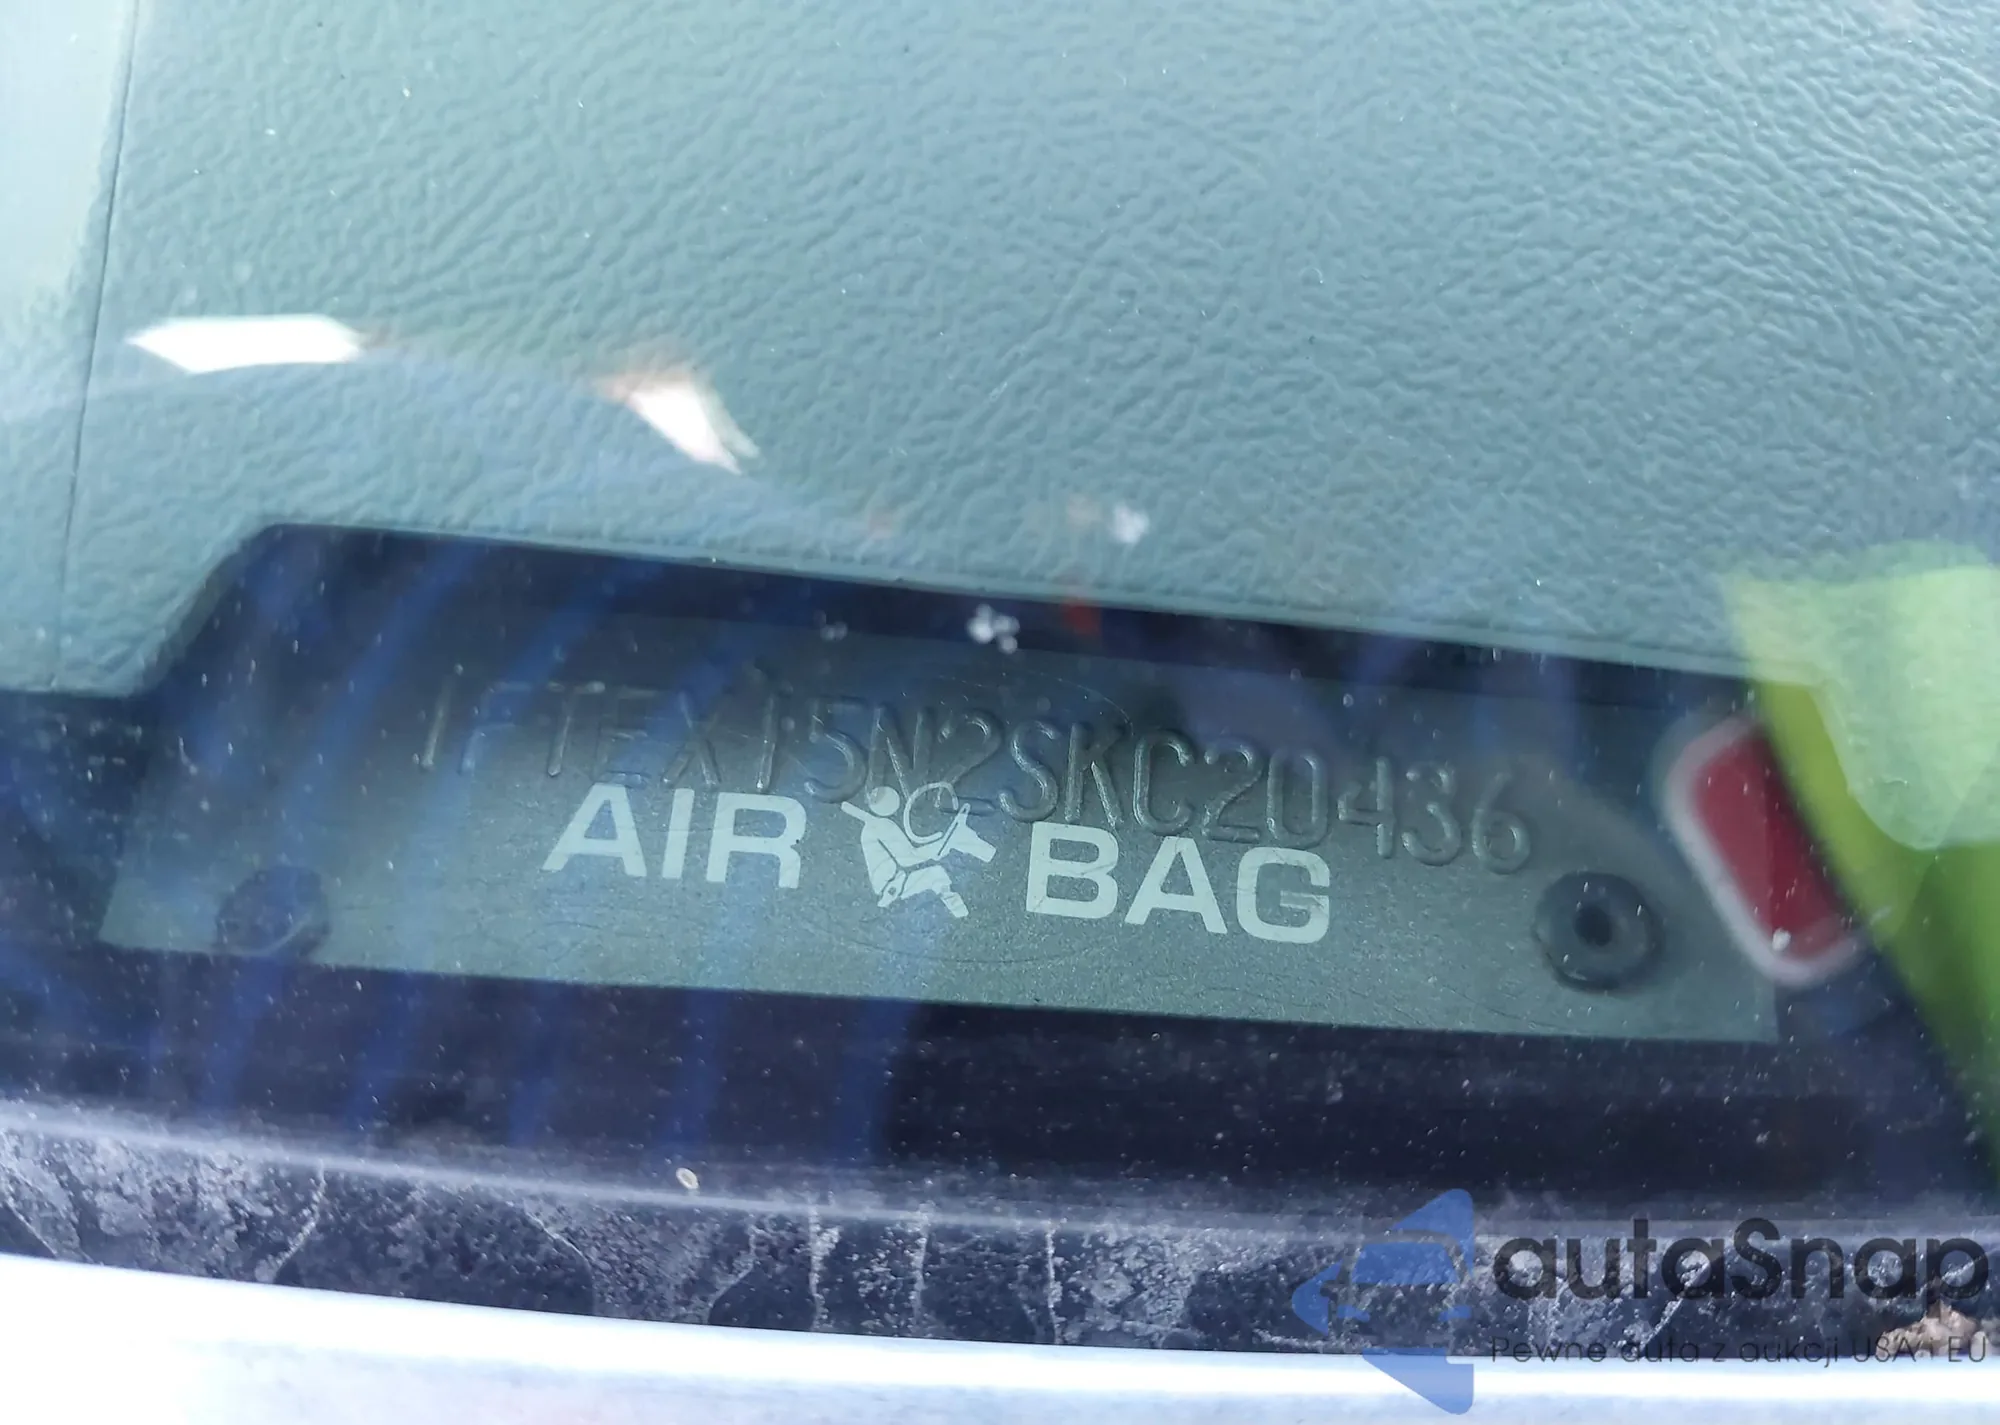 1FTEX15N2SKC20436
AIR BAG
autaSnap
Pewne auta z aukcji USA i EU